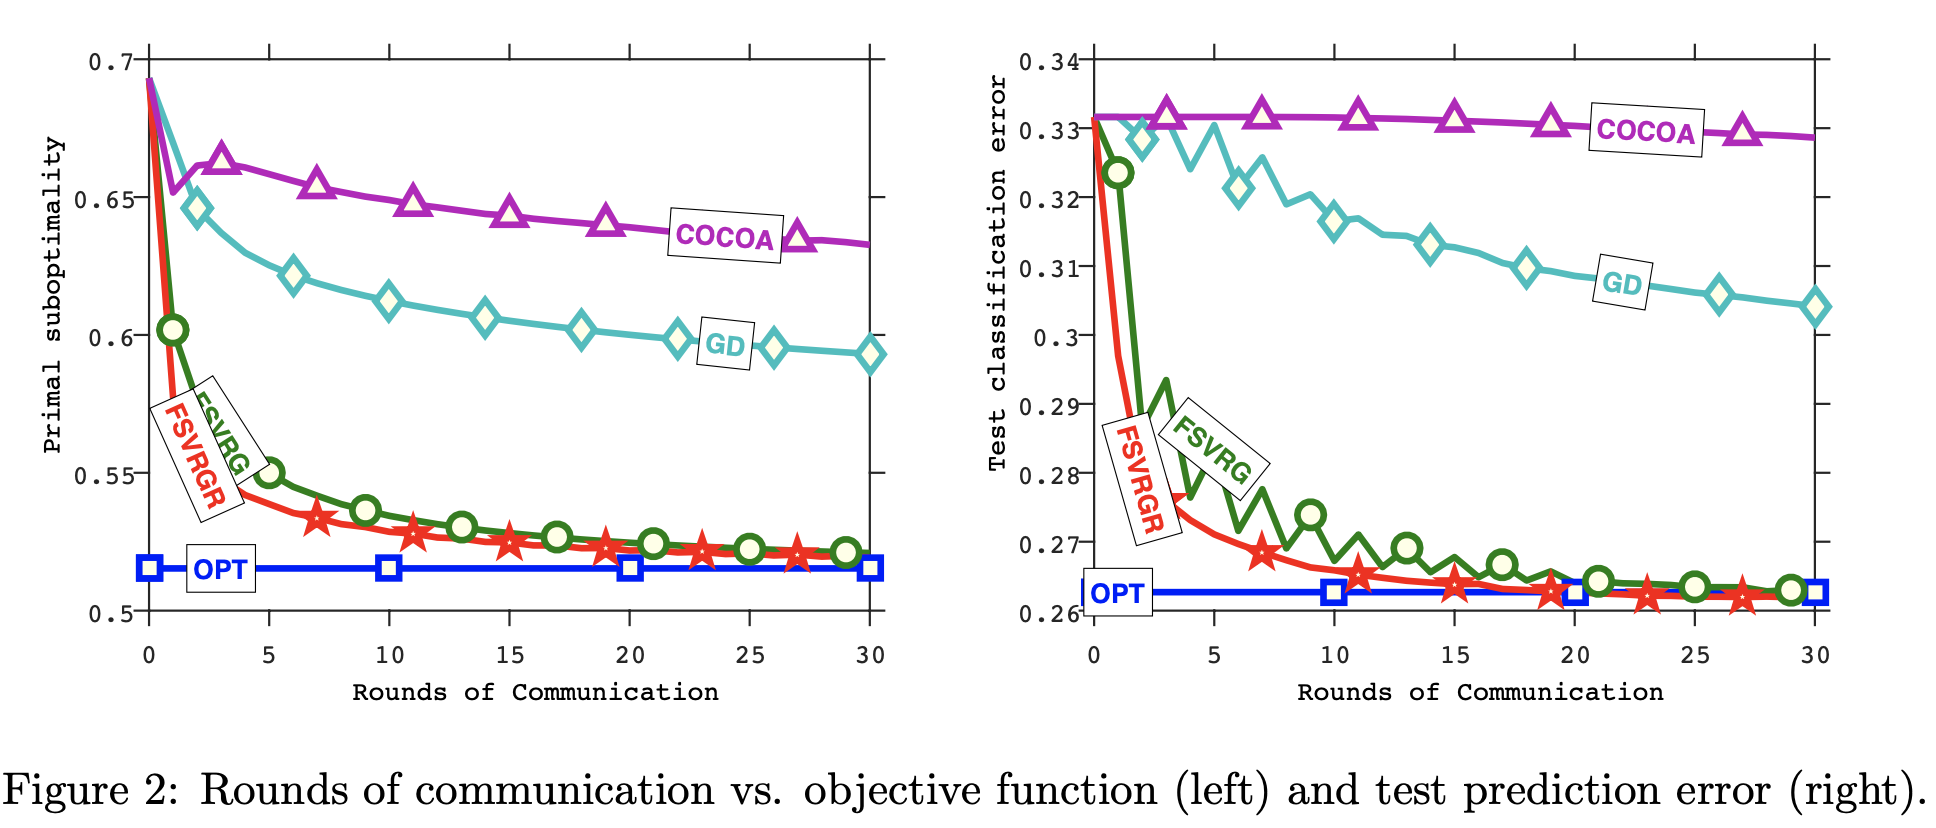 0.7
0.65
0.6
0.55
0.5
Primal suboptimality
COCOA
GD
FSVRG
FSVRGR
OPT
0 5 10 15 20 25 30
Rounds of Communication
0.34
0.33
0.32
0.31
0.3
0.29
0.28
0.27
0.26
Test classification error
COCOA
GD
FSVRG
FSVRGR
OPT
0 5 10 15 20 25 30
Rounds of Communication
Figure 2: Rounds of communication vs. objective function (left) and test prediction error (right).